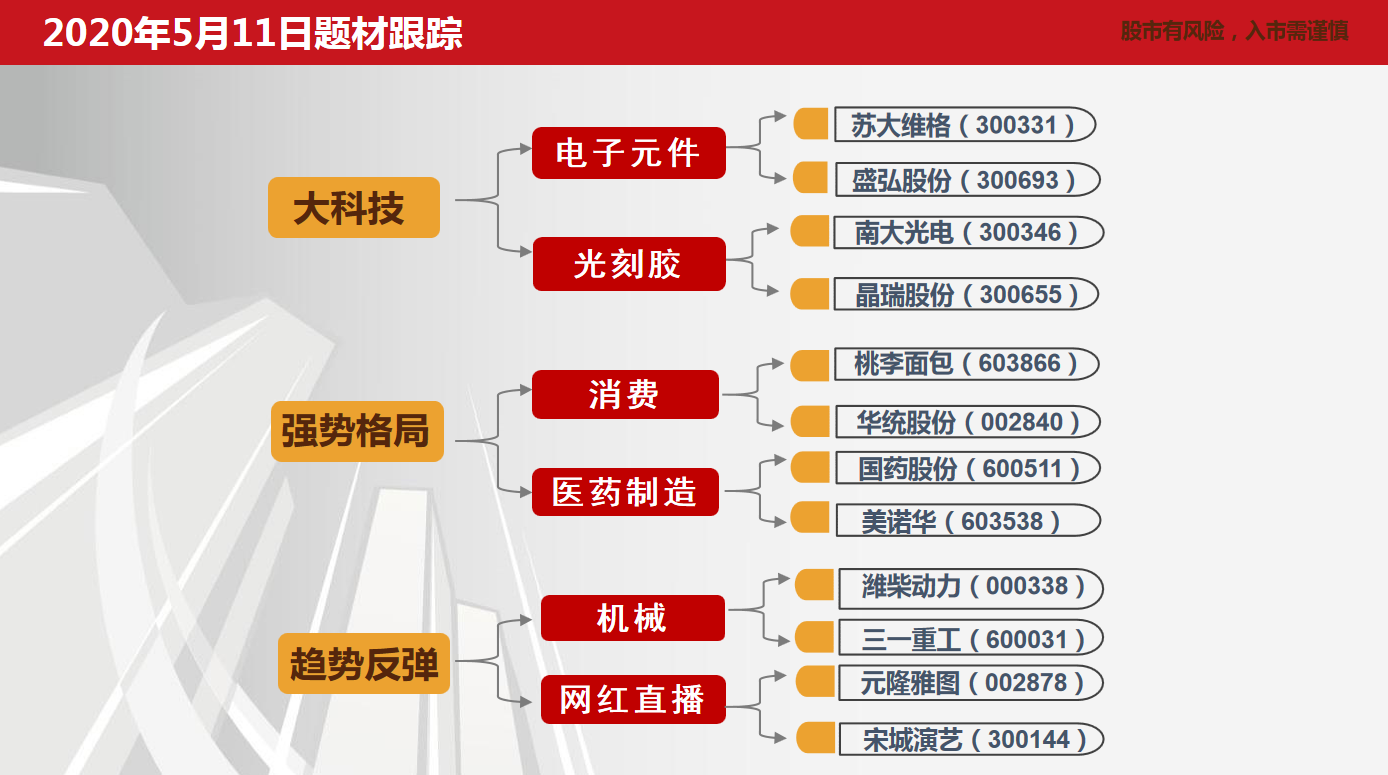 2020年5月11日题材跟踪
股市有风险，入市需谨慎
大科技
电子元件
苏大维格（300331）
盛弘股份（300693）
光刻胶
南大光电（300346）
晶瑞股份（300655）
强势格局
消费
桃李面包（603866）
华统股份（002840）
医药制造
国药股份（600511）
美诺华（603538）
趋势反弹
机械
潍柴动力（000338）
三一重工（600031）
网红直播
元隆雅图（002878）
宋城演艺（300144）